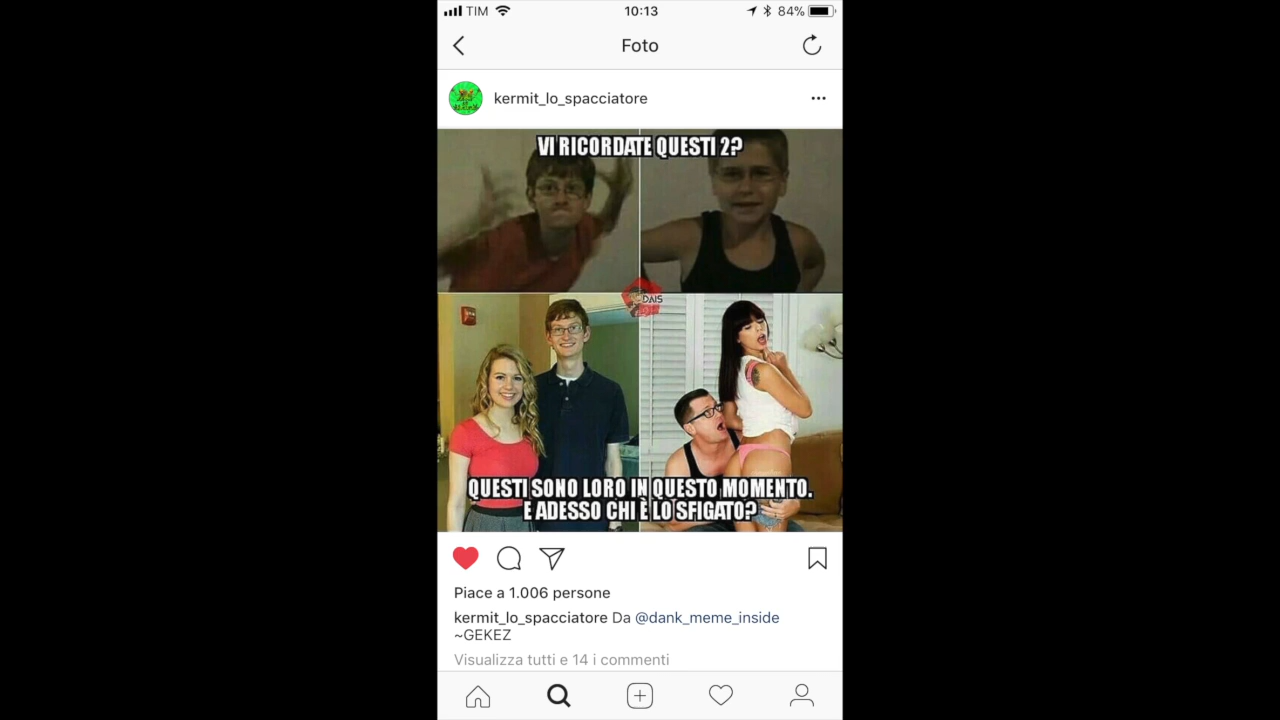 TIM 10:13 84%
Foto
kermit_lo_spacciatore
VI RICORDATE QUESTI 2?
DAIS
QUESTI SONO LORO IN QUESTO MOMENTO.
E ADESSO CHI È LO SFIGATO?
Piace a 1.006 persone
kermit_lo_spacciatore Da @dank_meme_inside
~GEKEZ
Visualizza tutti e 14 i commenti